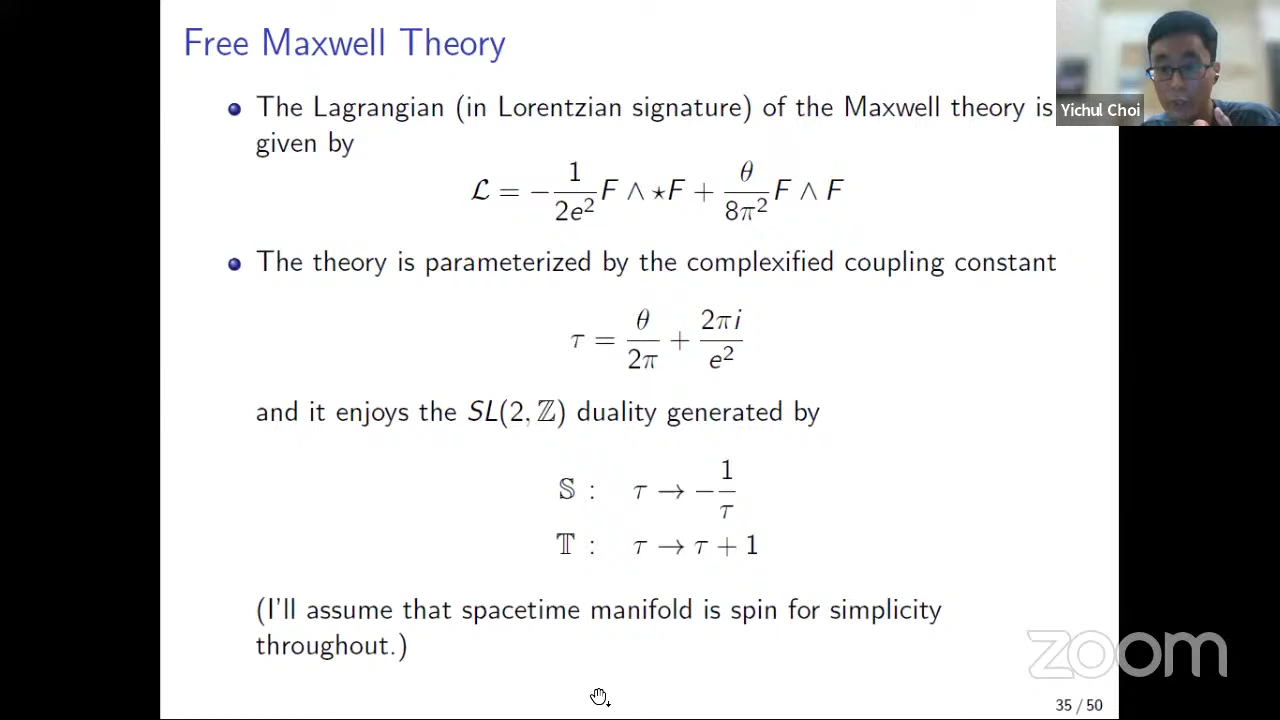 Free Maxwell Theory
The Lagrangian (in Lorentzian signature) of the Maxwell theory is
given by
ℒ = −1/(2e²) F ∧ ⋆F + θ/(8π²) F ∧ F
The theory is parameterized by the complexified coupling constant
τ = θ/(2π) + 2πi/e²
and it enjoys the SL(2, ℤ) duality generated by
𝕊 : τ → −1/τ
𝕋 : τ → τ + 1
(I'll assume that spacetime manifold is spin for simplicity
throughout.)
35 / 50
Yichul Choi
zoom